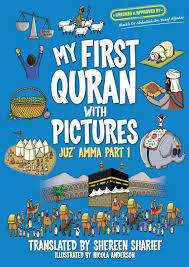 CHECKED & APPROVED BY
MY FIRST
QURAN
WITH
PICTURES
JUZ' AMMA PART 1
TRANSLATED BY SHEREEN SHARIEF
ILLUSTRATED BY NICOLA ANDERSON